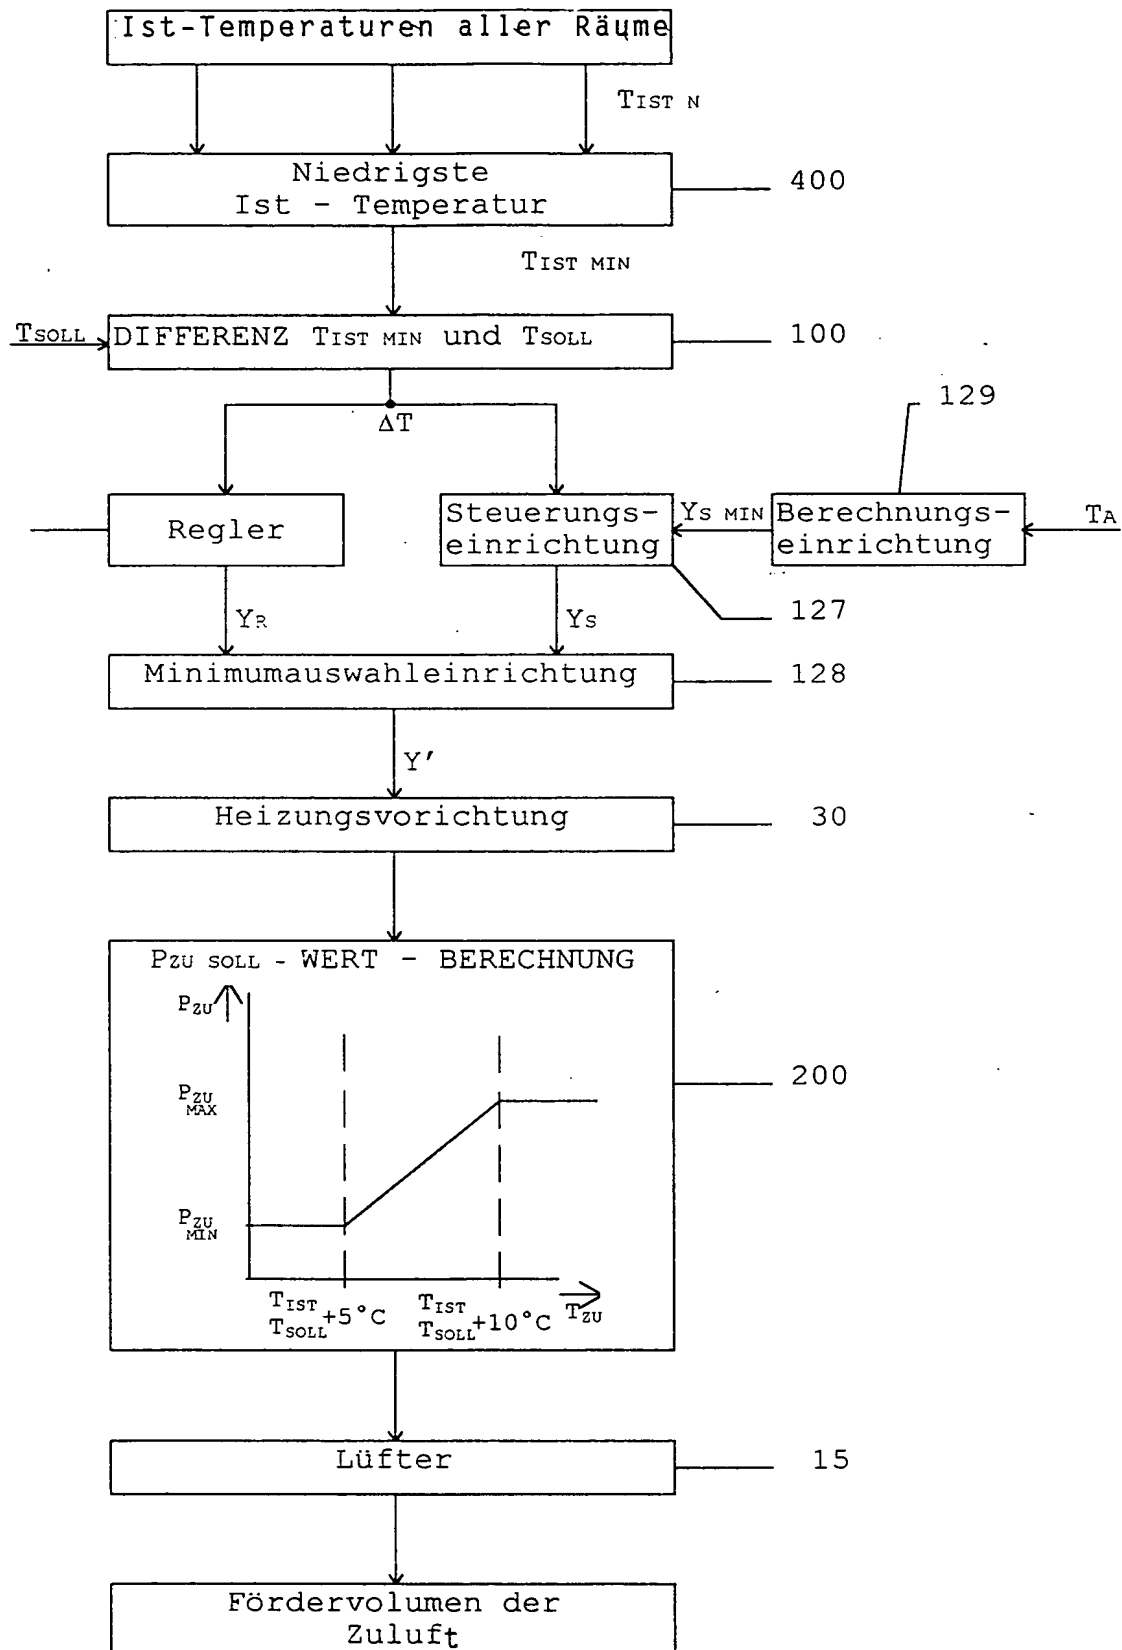 Ist-Temperaturen aller Räume
TIST N
Niedrigste
Ist - Temperatur
400
TIST MIN
TSOLL
DIFFERENZ TIST MIN und TSOLL
100
ΔT
129
Regler
Steuerungs-
einrichtung
YS MIN
Berechnungs-
einrichtung
TA
127
YR
YS
Minimumauswahleinrichtung
128
Y'
Heizungsvorichtung
30
PZU SOLL - WERT - BERECHNUNG
PZU
PZU
MAX
200
PZU
MIN
TIST
TSOLL +5°C
TIST
TSOLL +10°C
TZU
Lüfter
15
Fördervolumen der
Zuluft